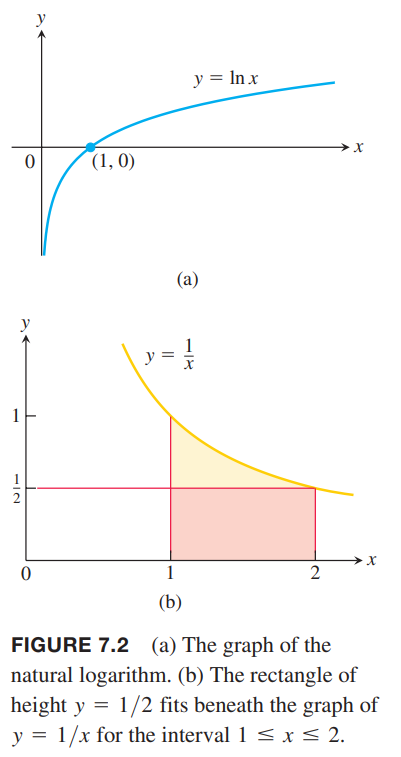 y
y = ln x
x
0
(1, 0)
(a)
y
y = 1/x
1
1/2
x
0
1
2
(b)
FIGURE 7.2 (a) The graph of the
natural logarithm. (b) The rectangle of
height y = 1/2 fits beneath the graph of
y = 1/x for the interval 1 ≤ x ≤ 2.